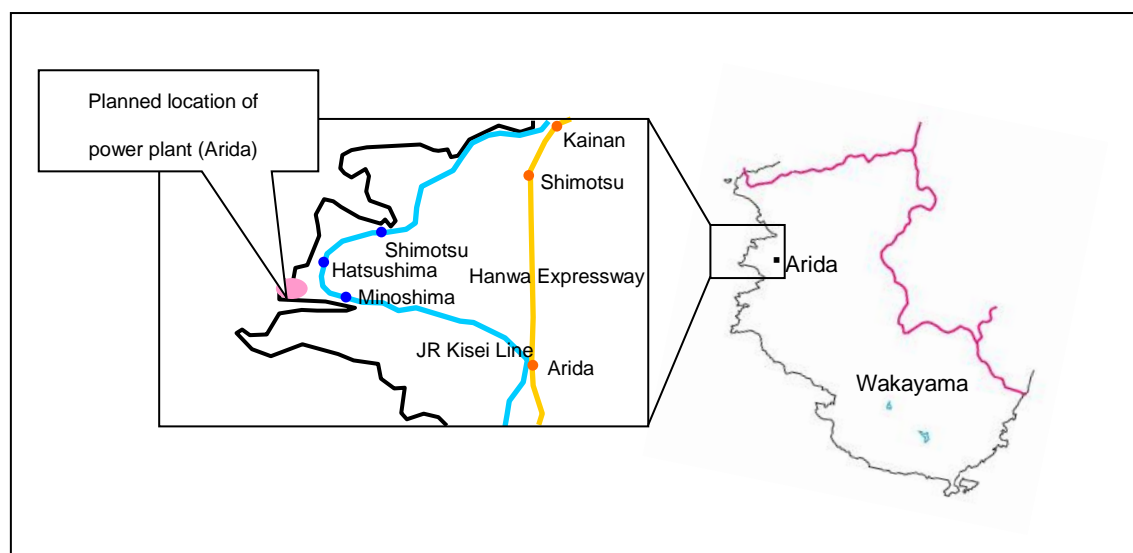 Planned location of
power plant (Arida)
Kainan
Shimotsu
Shimotsu
Hatsushima
Hanwa Expressway
Minoshima
JR Kisei Line
Arida
Arida
Wakayama